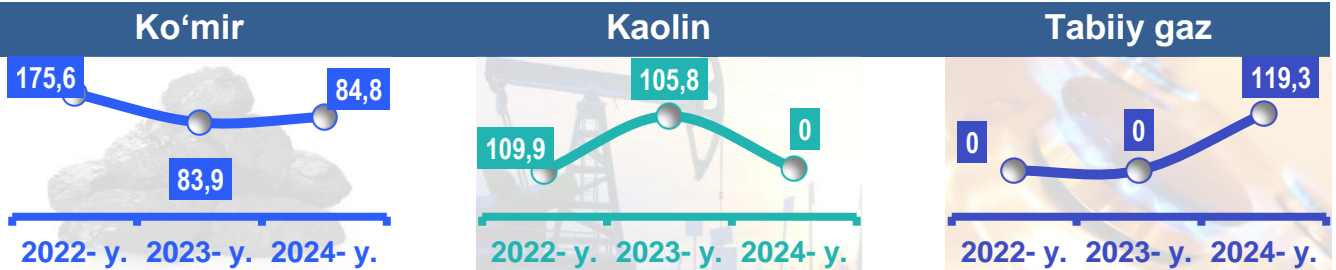 Ko‘mir
175,6
84,8
83,9
2022- y. 2023- y. 2024- y.
Kaolin
105,8
109,9
0
2022- y. 2023- y. 2024- y.
Tabiiy gaz
119,3
0
0
2022- y. 2023- y. 2024- y.